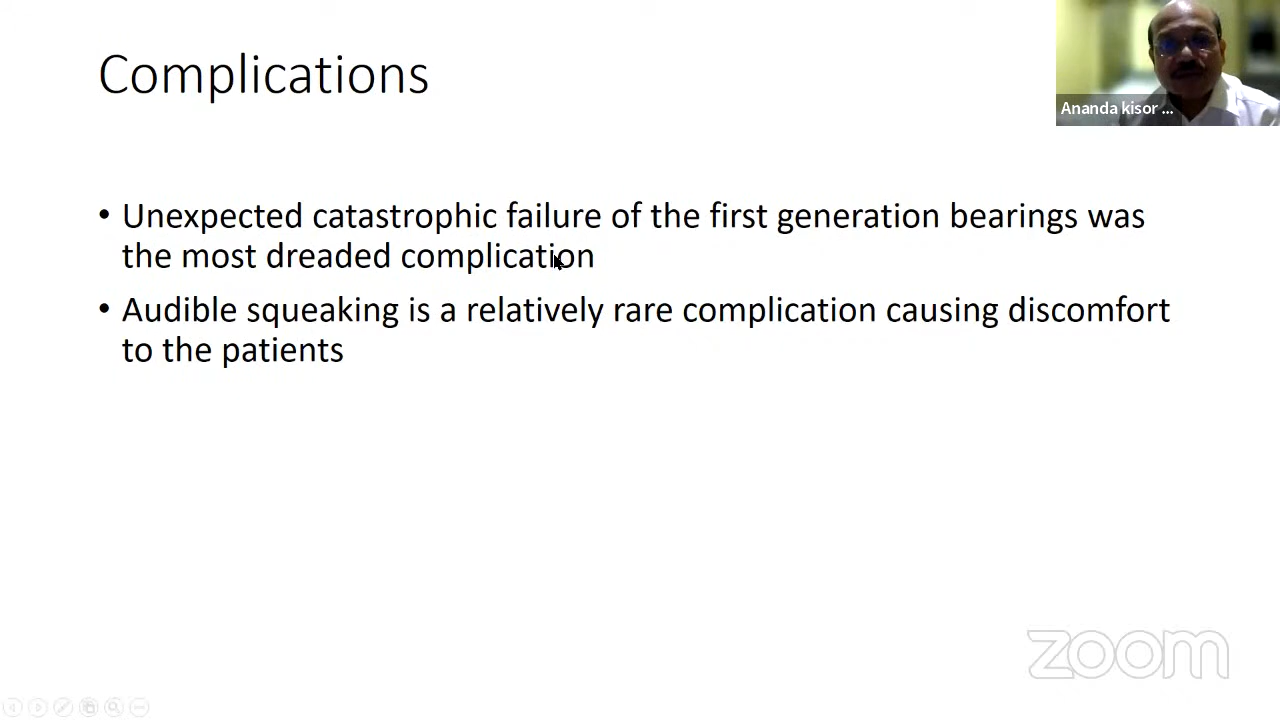 Complications
Ananda kisor ...
• Unexpected catastrophic failure of the first generation bearings was
the most dreaded complication
• Audible squeaking is a relatively rare complication causing discomfort
to the patients
zoom